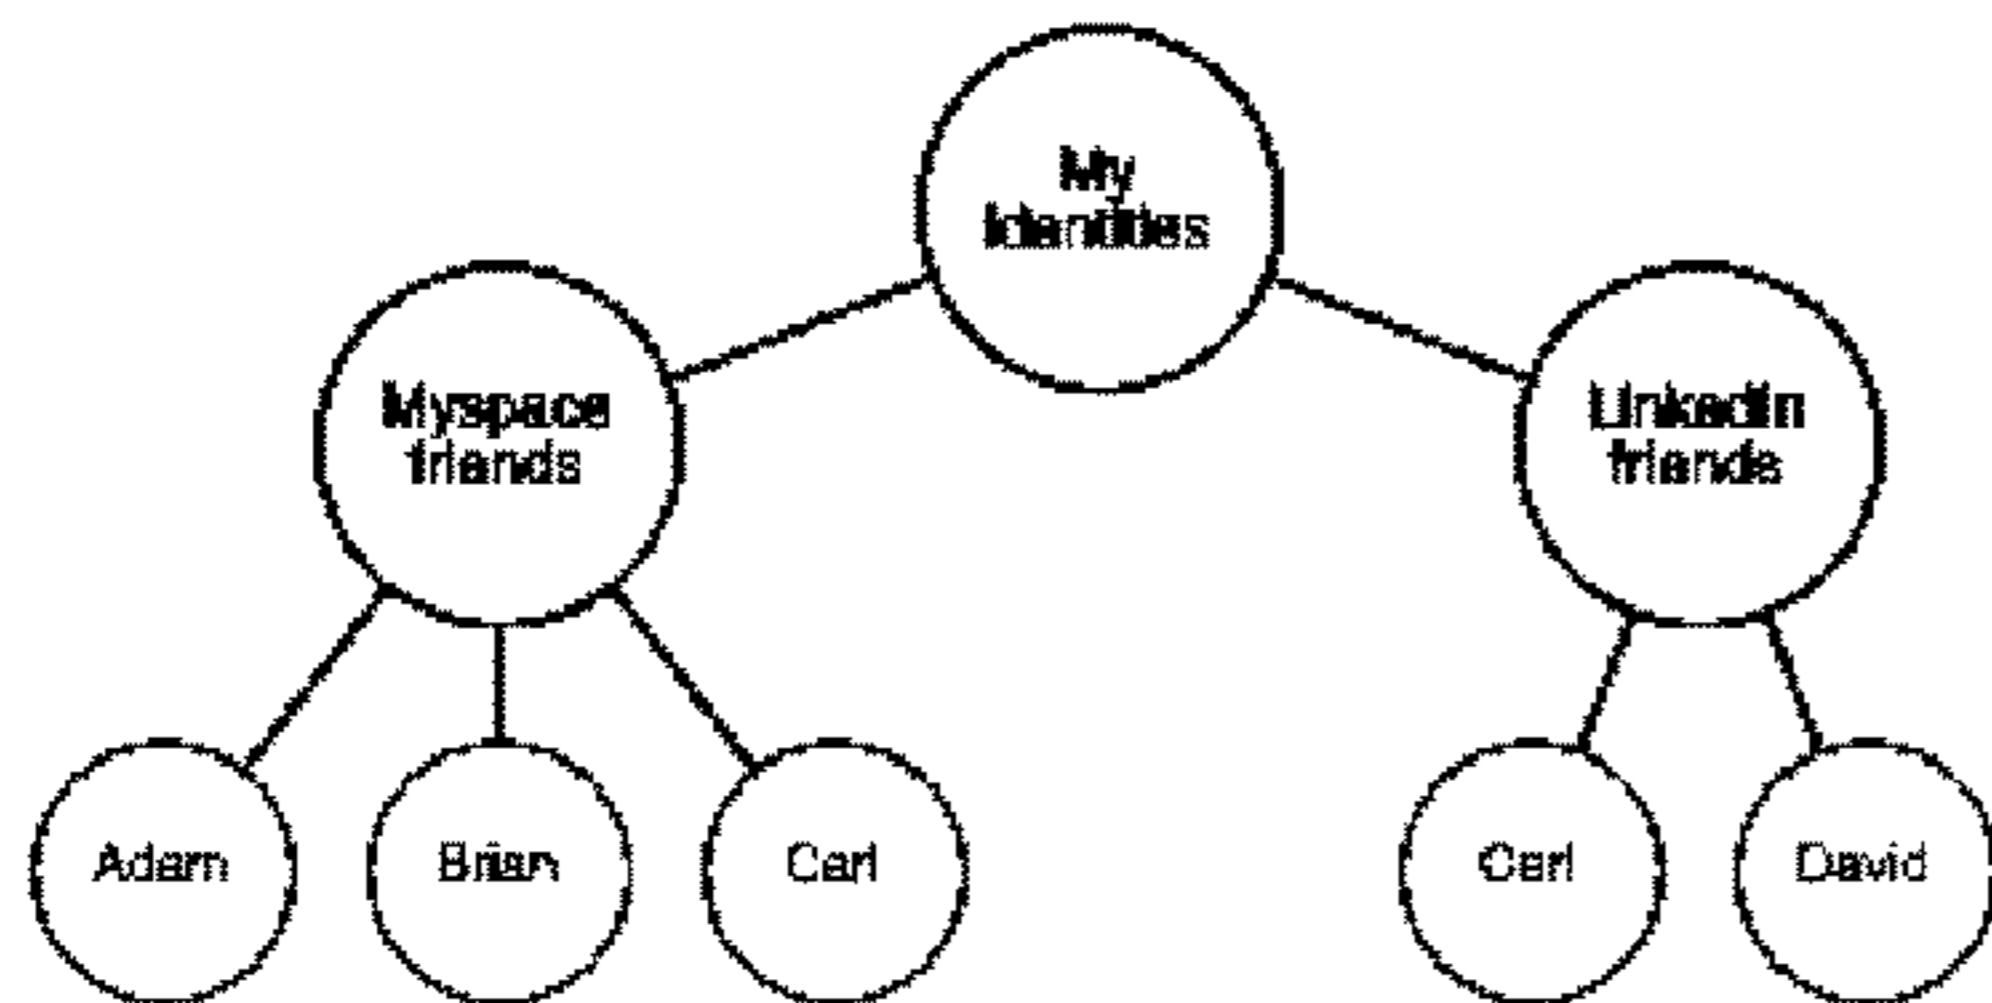 My
Identities
Myspace
friends
LinkedIn
friends
Adam
Brian
Carl
Carl
David